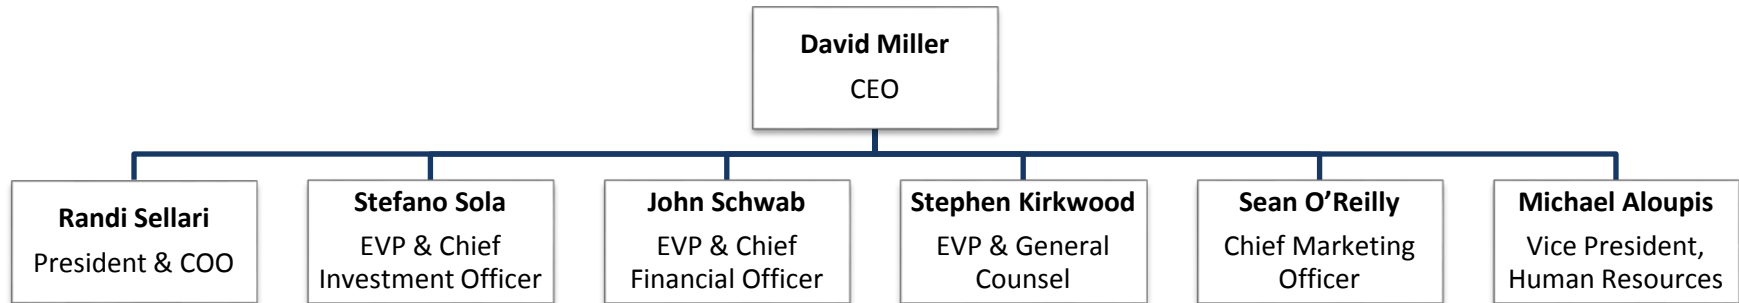 David Miller
CEO
Randi Sellari
President & COO
Stefano Sola
EVP & Chief
Investment Officer
John Schwab
EVP & Chief
Financial Officer
Stephen Kirkwood
EVP & General
Counsel
Sean O’Reilly
Chief Marketing
Officer
Michael Aloupis
Vice President,
Human Resources